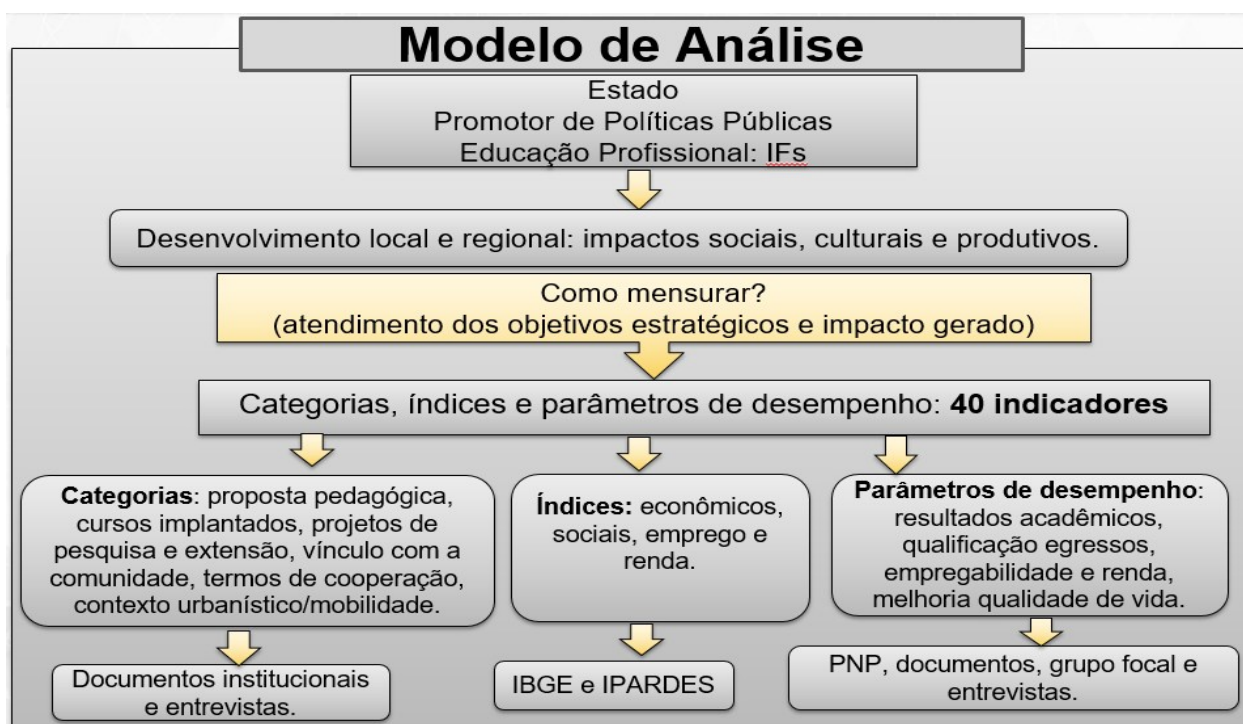 Modelo de Análise
Estado
Promotor de Políticas Públicas
Educação Profissional: IFs
Desenvolvimento local e regional: impactos sociais, culturais e produtivos.
Como mensurar?
(atendimento dos objetivos estratégicos e impacto gerado)
Categorias, índices e parâmetros de desempenho: 40 indicadores
Categorias: proposta pedagógica,
cursos implantados, projetos de
pesquisa e extensão, vínculo com a
comunidade, termos de cooperação,
contexto urbanístico/mobilidade.
Índices: econômicos,
sociais, emprego e
renda.
Parâmetros de desempenho:
resultados acadêmicos,
qualificação egressos,
empregabilidade e renda,
melhoria qualidade de vida.
Documentos institucionais
e entrevistas.
IBGE e IPARDES
PNP, documentos, grupo focal e
entrevistas.